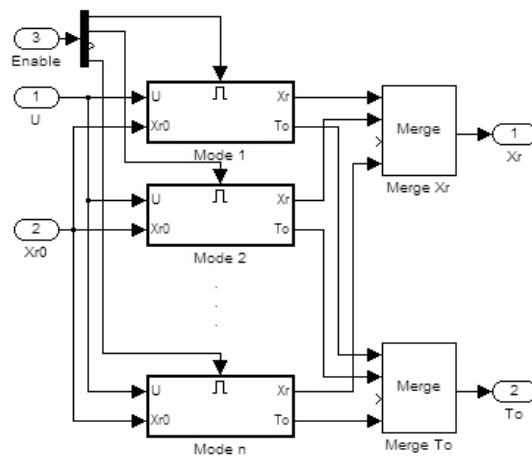 3
Enable
1
U
2
Xr0
U
Xr0
Xr
To
Mode 1
U
Xr0
Xr
To
Mode 2
.
.
.
U
Xr0
Xr
To
Mode n
Merge
Merge Xr
1
Xr
Merge
Merge To
2
To